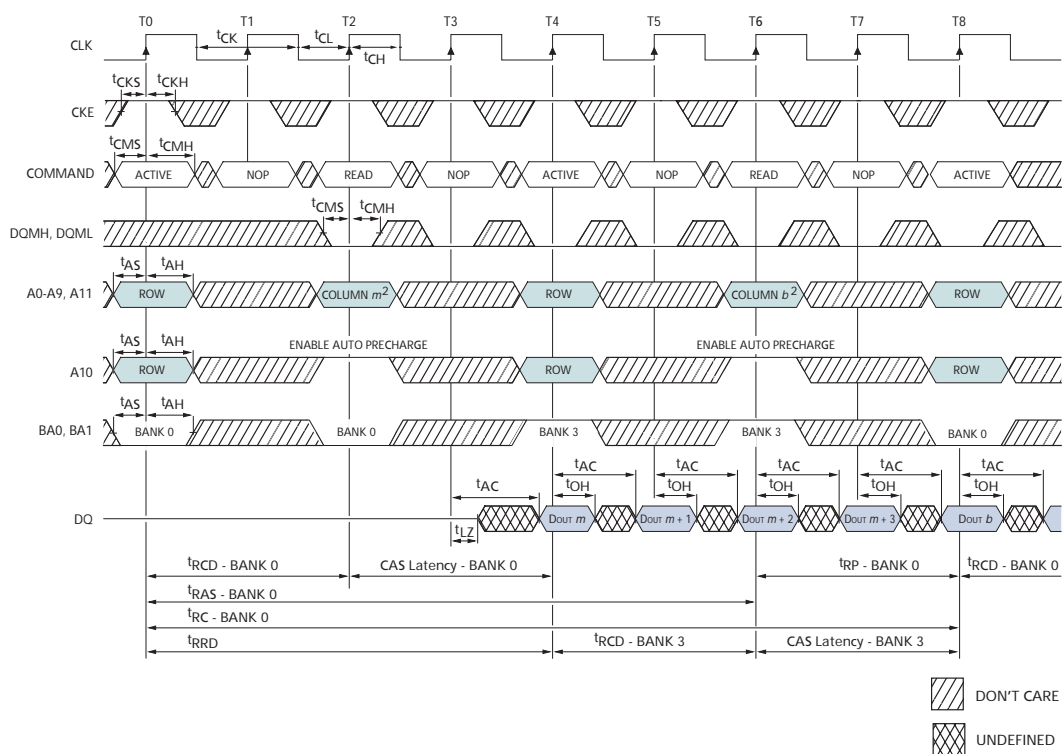 T0 T1 T2 T3 T4 T5 T6 T7 T8
CLK
tCK tCL
tCH
tCKS tCKH
CKE
tCMS tCMH
COMMAND ACTIVE NOP READ NOP ACTIVE NOP READ NOP ACTIVE
tCMS tCMH
DQMH, DQML
tAS tAH
A0-A9, A11 ROW COLUMN m2 ROW COLUMN b2 ROW
ENABLE AUTO PRECHARGE ENABLE AUTO PRECHARGE
tAS tAH
A10 ROW ROW ROW
tAS tAH
BA0, BA1 BANK 0 BANK 0 BANK 3 BANK 3 BANK 0
tAC tAC tAC tAC tAC tAC
tOH tOH tOH tOH tOH
DQ DOUT m DOUT m + 1 DOUT m + 2 DOUT m + 3 DOUT b
tLZ
tRCD - BANK 0 CAS Latency - BANK 0 tRP - BANK 0 tRCD - BANK 0
tRAS - BANK 0
tRC - BANK 0
tRRD tRCD - BANK 3 CAS Latency - BANK 3
DON'T CARE
UNDEFINED